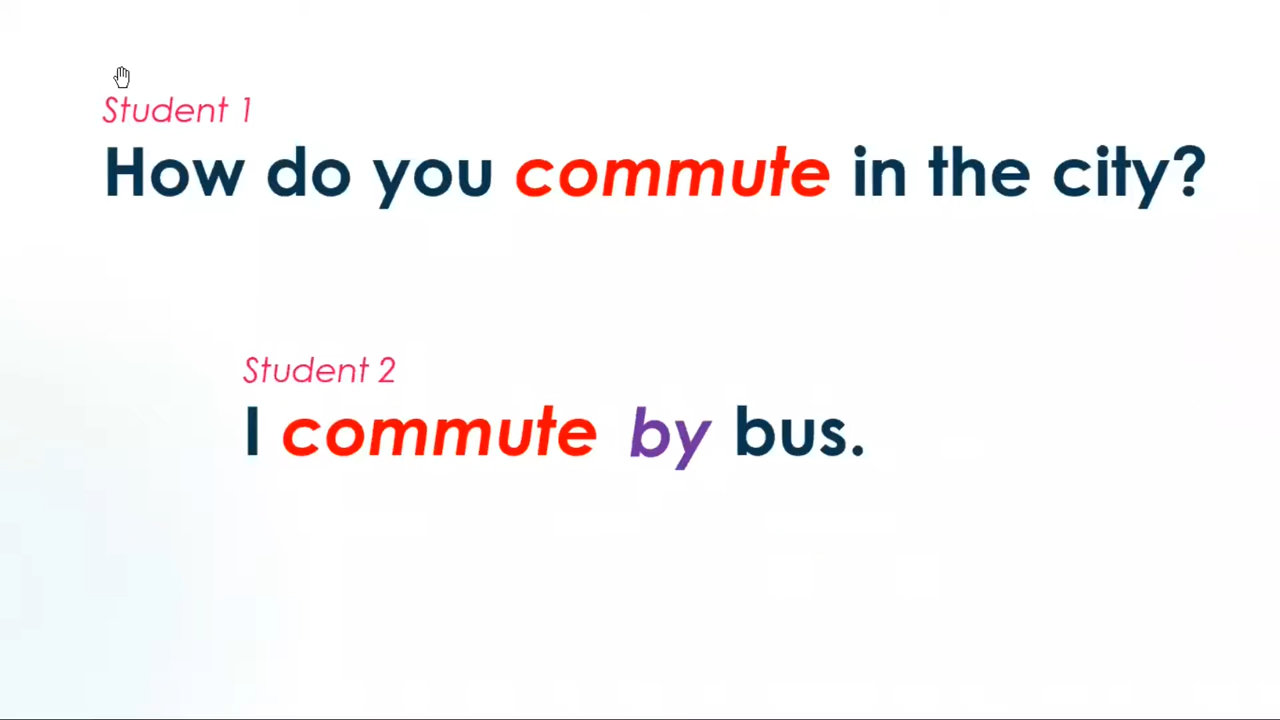 Student 1
How do you commute in the city?
Student 2
I commute by bus.